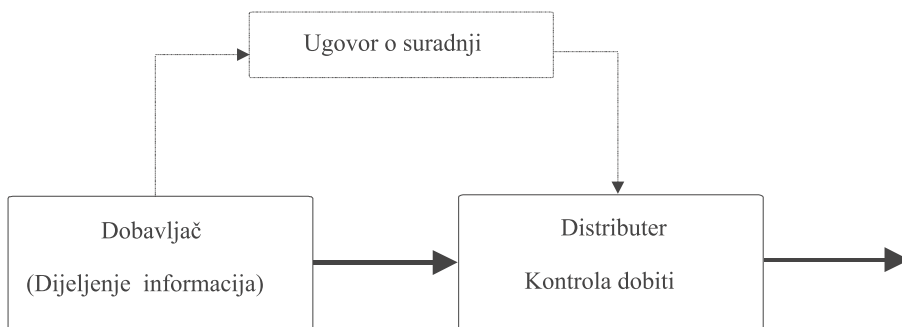 Ugovor o suradnji
Dobavljač
(Dijeljenje informacija)
Distributer
Kontrola dobiti